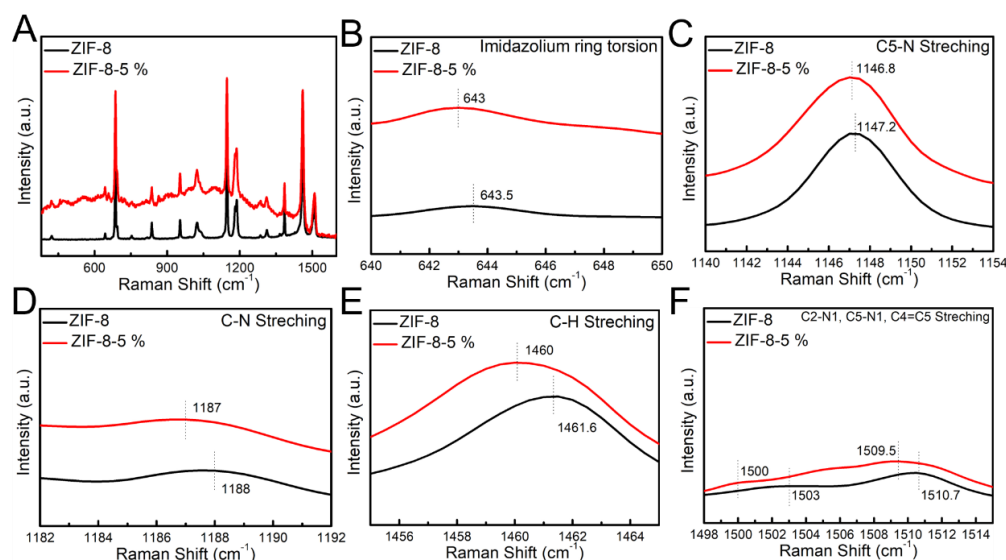 A
ZIF-8
ZIF-8-5 %
Intensity (a.u.)
600 900 1200 1500
Raman Shift (cm-1)
B
Imidazolium ring torsion
ZIF-8
ZIF-8-5 %
643
643.5
Intensity (a.u.)
640 642 644 646 648 650
Raman Shift (cm-1)
C
C5-N Streching
ZIF-8
ZIF-8-5 %
1146.8
1147.2
Intensity (a.u.)
1140 1142 1144 1146 1148 1150 1152 1154
Raman Shift (cm-1)
D
ZIF-8
C-N Streching
ZIF-8-5 %
1187
1188
Intensity (a.u.)
1182 1184 1186 1188 1190 1192
Raman Shift (cm-1)
E
ZIF-8
C-H Streching
ZIF-8-5 %
1460
1461.6
Intensity (a.u.)
1456 1458 1460 1462 1464
Raman Shift (cm-1)
F
C2-N1, C5-N1, C4=C5 Streching
ZIF-8
ZIF-8-5 %
1509.5
1500
1503
1510.7
Intensity (a.u.)
1498 1500 1502 1505 1507 1509 1510 1512 1514
Raman Shift (cm-1)